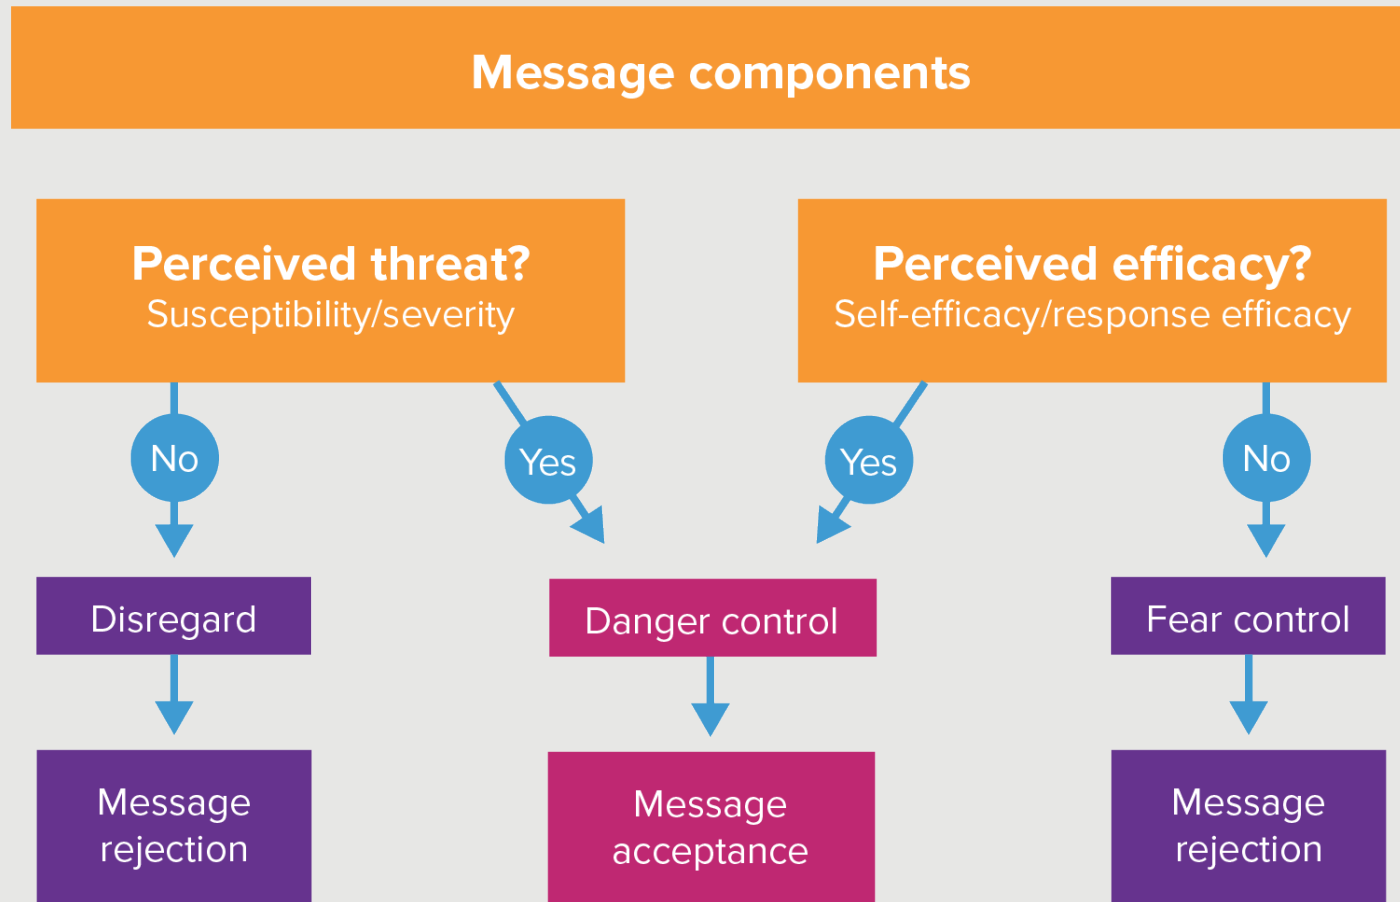 Message components
Perceived threat?
Susceptibility/severity
Perceived efficacy?
Self-efficacy/response efficacy
No
Yes
Yes
No
Disregard
Danger control
Fear control
Message
rejection
Message
acceptance
Message
rejection